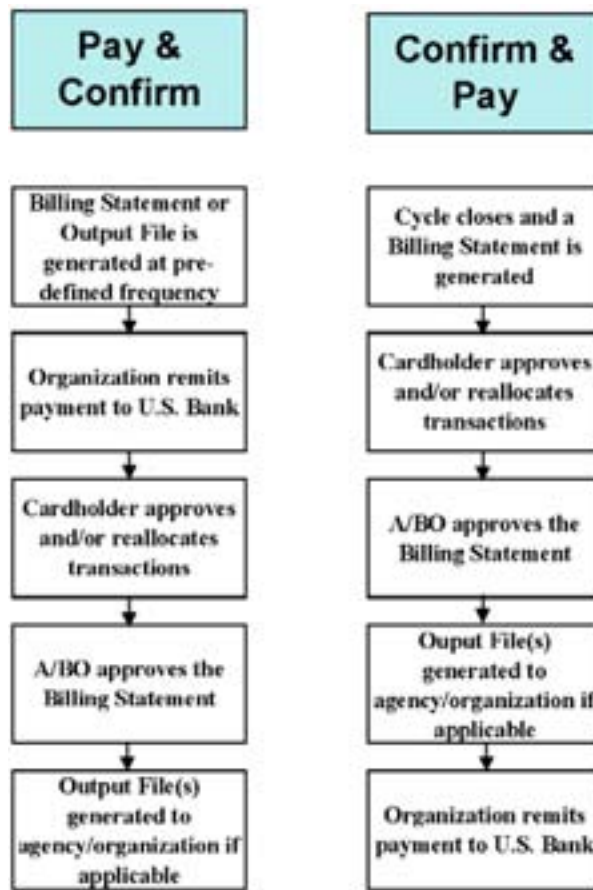 Pay &
Confirm
Billing Statement or
Output File is
generated at pre-
defined frequency
Organization remits
payment to U.S. Bank
Cardholder approves
and/or reallocates
transactions
A/BO approves the
Billing Statement
Output File(s)
generated to
agency/organization if
applicable
Confirm &
Pay
Cycle closes and a
Billing Statement is
generated
Cardholder approves
and/or reallocates
transactions
A/BO approves the
Billing Statement
Ouput File(s)
generated to
agency/organization if
applicable
Organization remits
payment to U.S. Bank